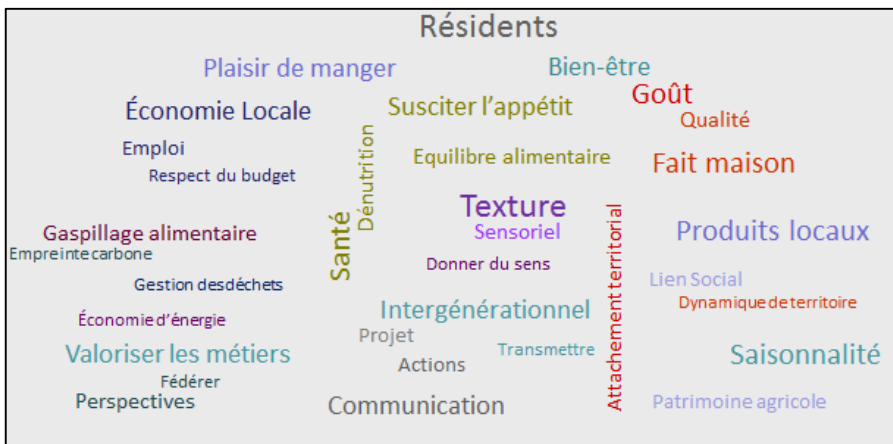 Résidents
Plaisir de manger
Bien-être
Économie Locale
Susciter l'appétit
Goût
Qualité
Emploi
Respect du budget
Dénutrition
Equilibre alimentaire
Fait maison
Texture
Sensoriel
Santé
Gaspillage alimentaire
Empreinte carbone
Gestion desdéchets
Donner du sens
Attachement territorial
Produits locaux
Lien Social
Dynamique de territoire
Économie d'énergie
Intergénérationnel
Projet
Transmettre
Valoriser les métiers
Actions
Saisonnalité
Fédérer
Perspectives
Communication
Patrimoine agricole